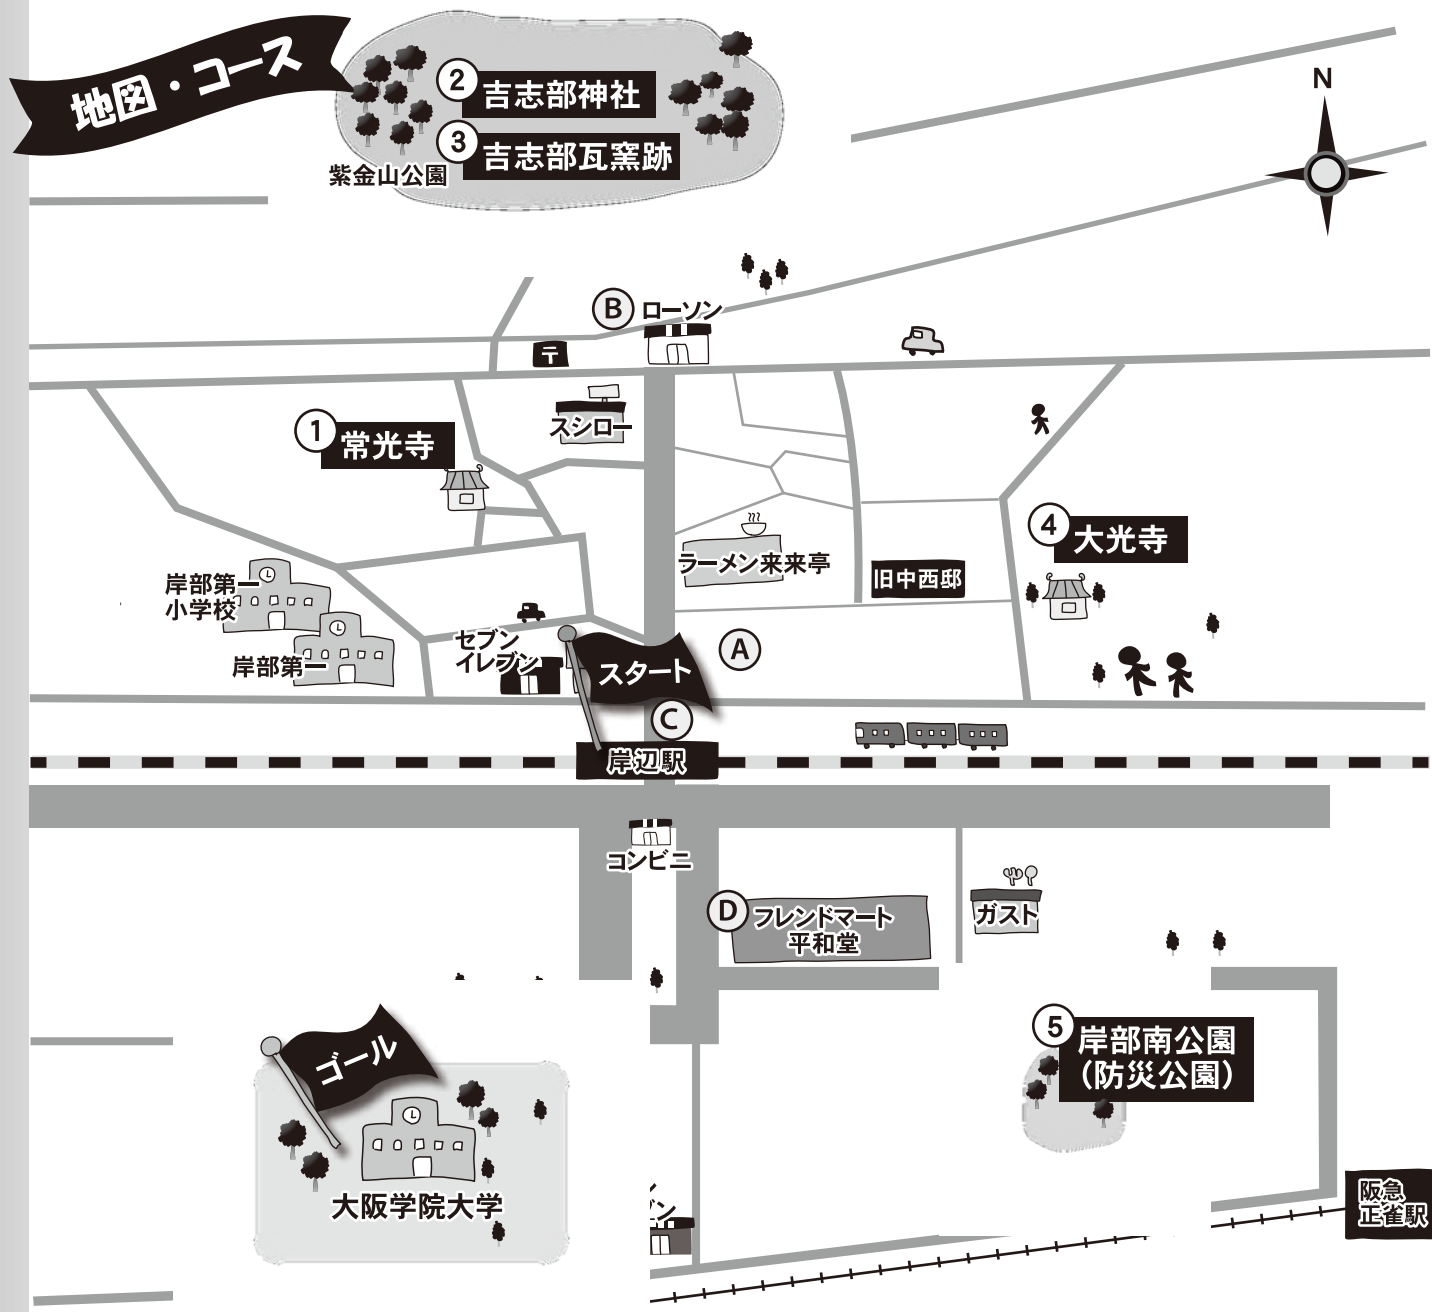 地図・コース
N
2
吉志部神社
3
吉志部瓦窯跡
紫金山公園
B
ローソン
〒
スシロー
1
常光寺
4
大光寺
ラーメン来来亭
旧中西邸
岸部第一
小学校
岸部第一
セブン
イレブン
スタート
A
C
岸辺駅
コンビニ
D
フレンドマート
平和堂
ガスト
ゴール
5
岸部南公園
（防災公園）
大阪学院大学
阪急
正雀駅